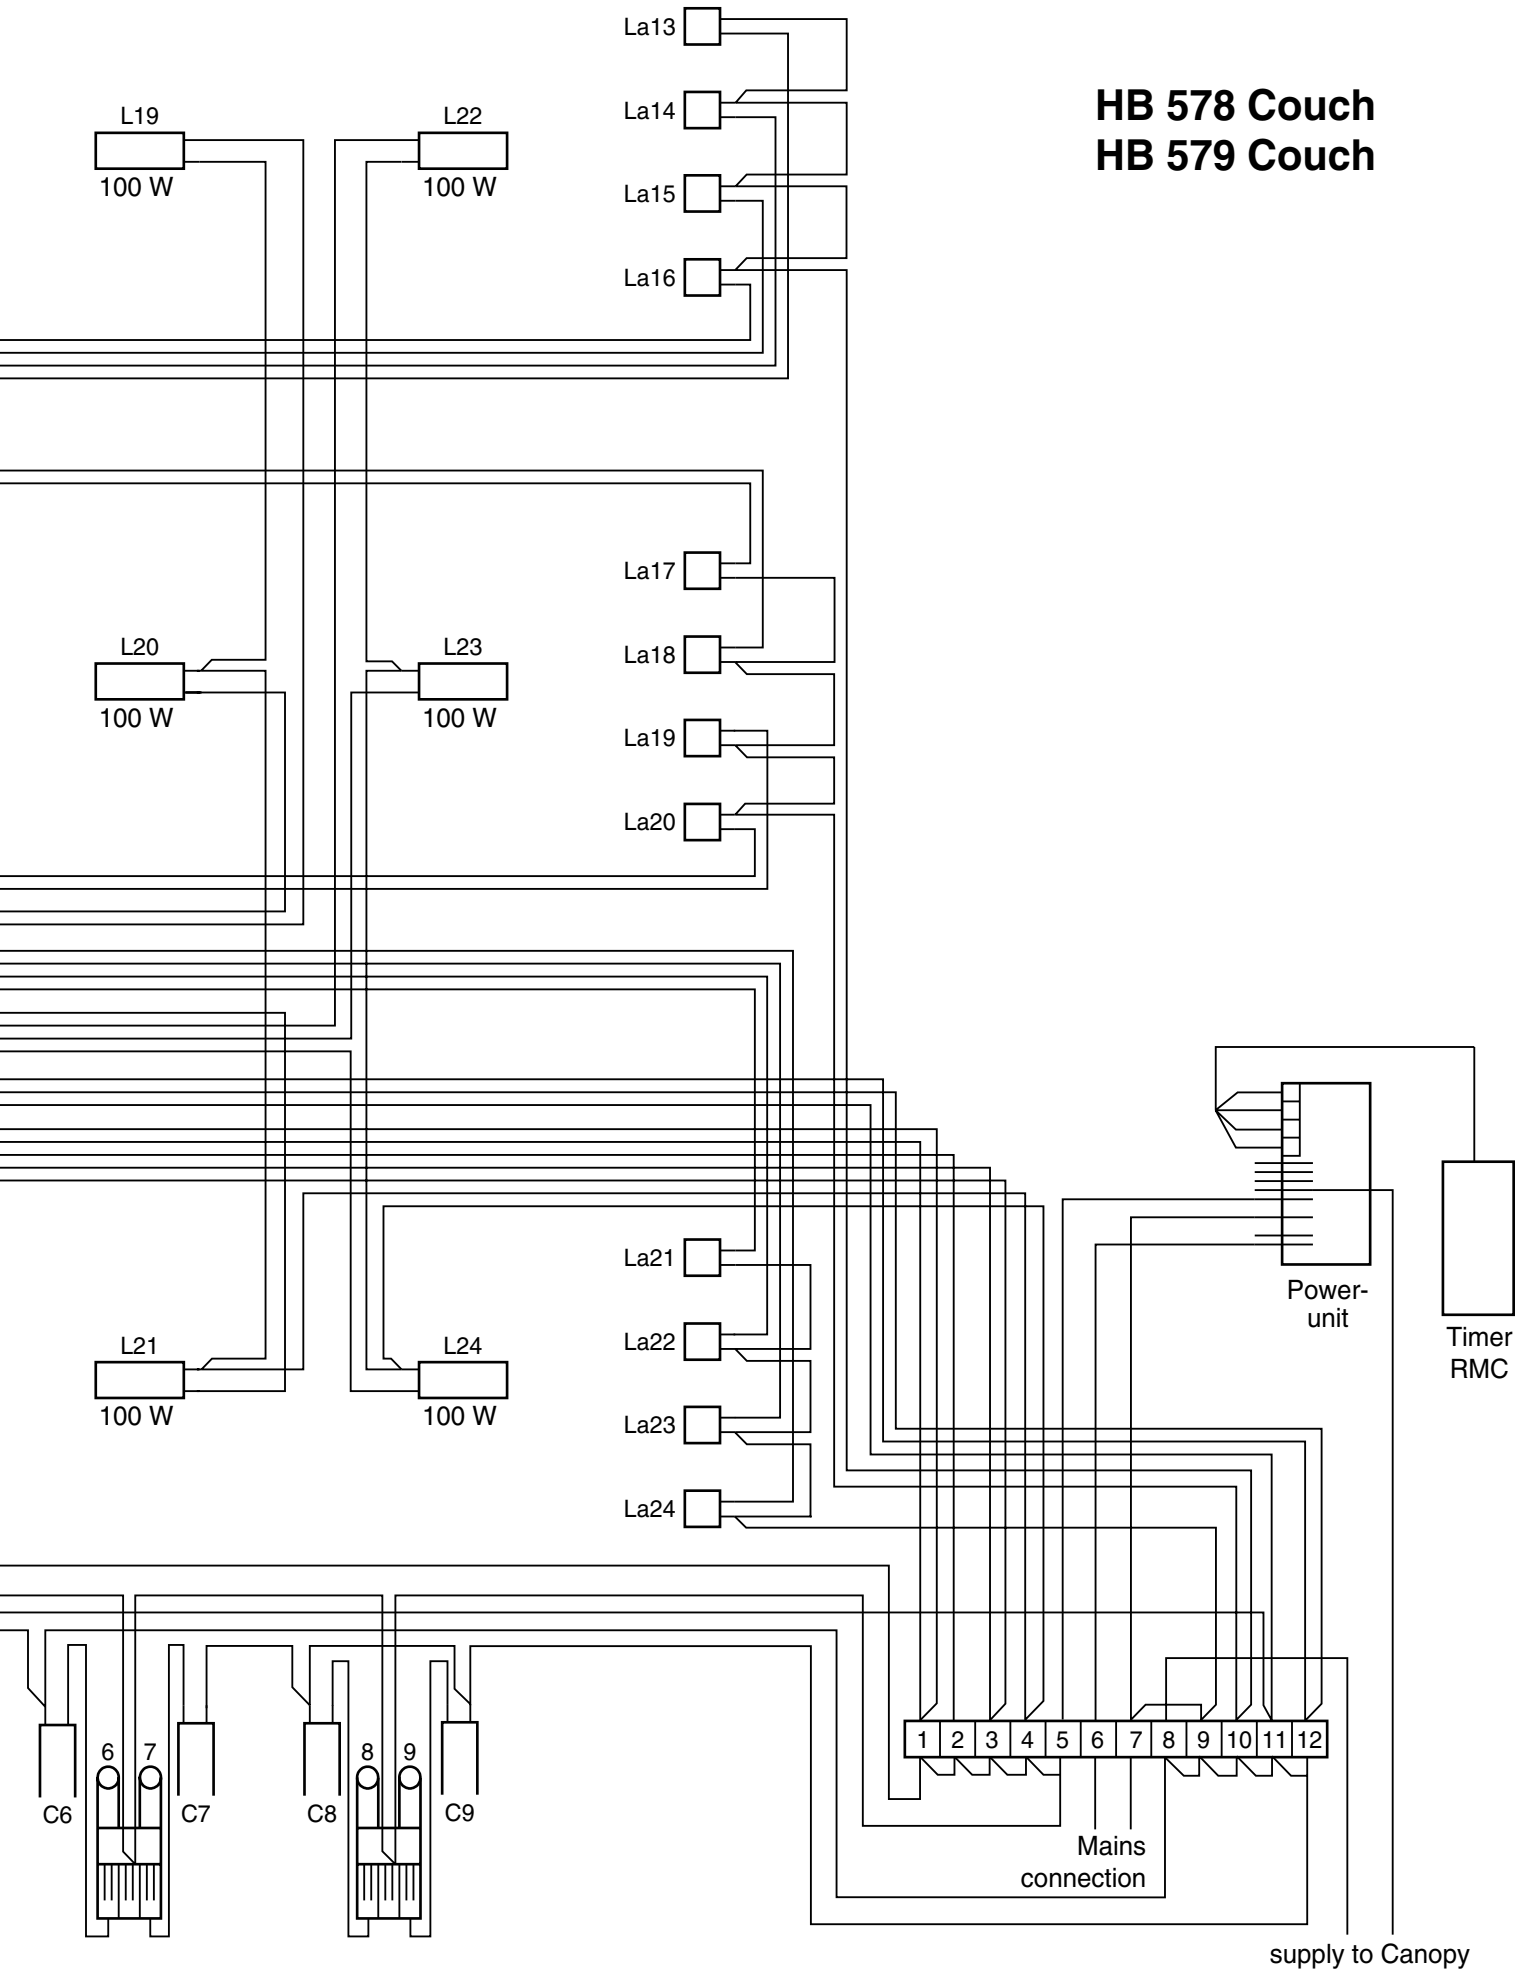 La13
HB 578 Couch
HB 579 Couch
L19
L22
La14
100 W
100 W
La15
La16
La17
L20
L23
La18
100 W
100 W
La19
La20
La21
Power-
unit
Timer
RMC
L21
L24
La22
100 W
100 W
La23
La24
1 2 3 4 5 6 7 8 9 10 11 12
6 7
8 9
C6
C7
C8
C9
Mains
connection
supply to Canopy